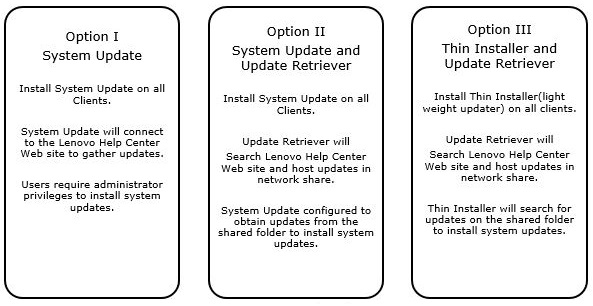 Option I
System Update
Install System Update on all
Clients.
System Update will connect
to the Lenovo Help Center
Web site to gather updates.
Users require administrator
privileges to install system
updates.
Option II
System Update and
Update Retriever
Install System Update on all
Clients.
Update Retriever will
Search Lenovo Help Center
Web site and host updates in
network share.
System Update configured to
obtain updates from the
shared folder to install system
updates.
Option III
Thin Installer and
Update Retriever
Install Thin Installer(light
weight updater) on all clients.
Update Retriever will
Search Lenovo Help Center
Web site and host updates in
network share.
Thin Installer will search for
updates on the shared folder
to install system updates.